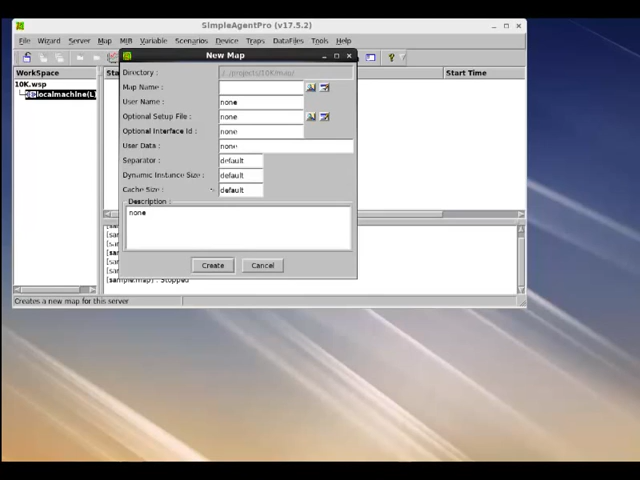 SimpleAgentPro (v17.5.2)
File Wizard Server Map MIB Variable Scenarios Device Traps DataFiles Tools Help
New Map
WorkSpace
Start Time
10K.wsp
localmachine(L
Directory :
Map Name :
User Name : none
Optional Setup File : none
Optional Interface Id : none
User Data : none
Separator : default
Dynamic Instance Size : default
Cache Size : default
Description :
none
Create Cancel
[sample.map] : Stopped
Creates a new map for this server